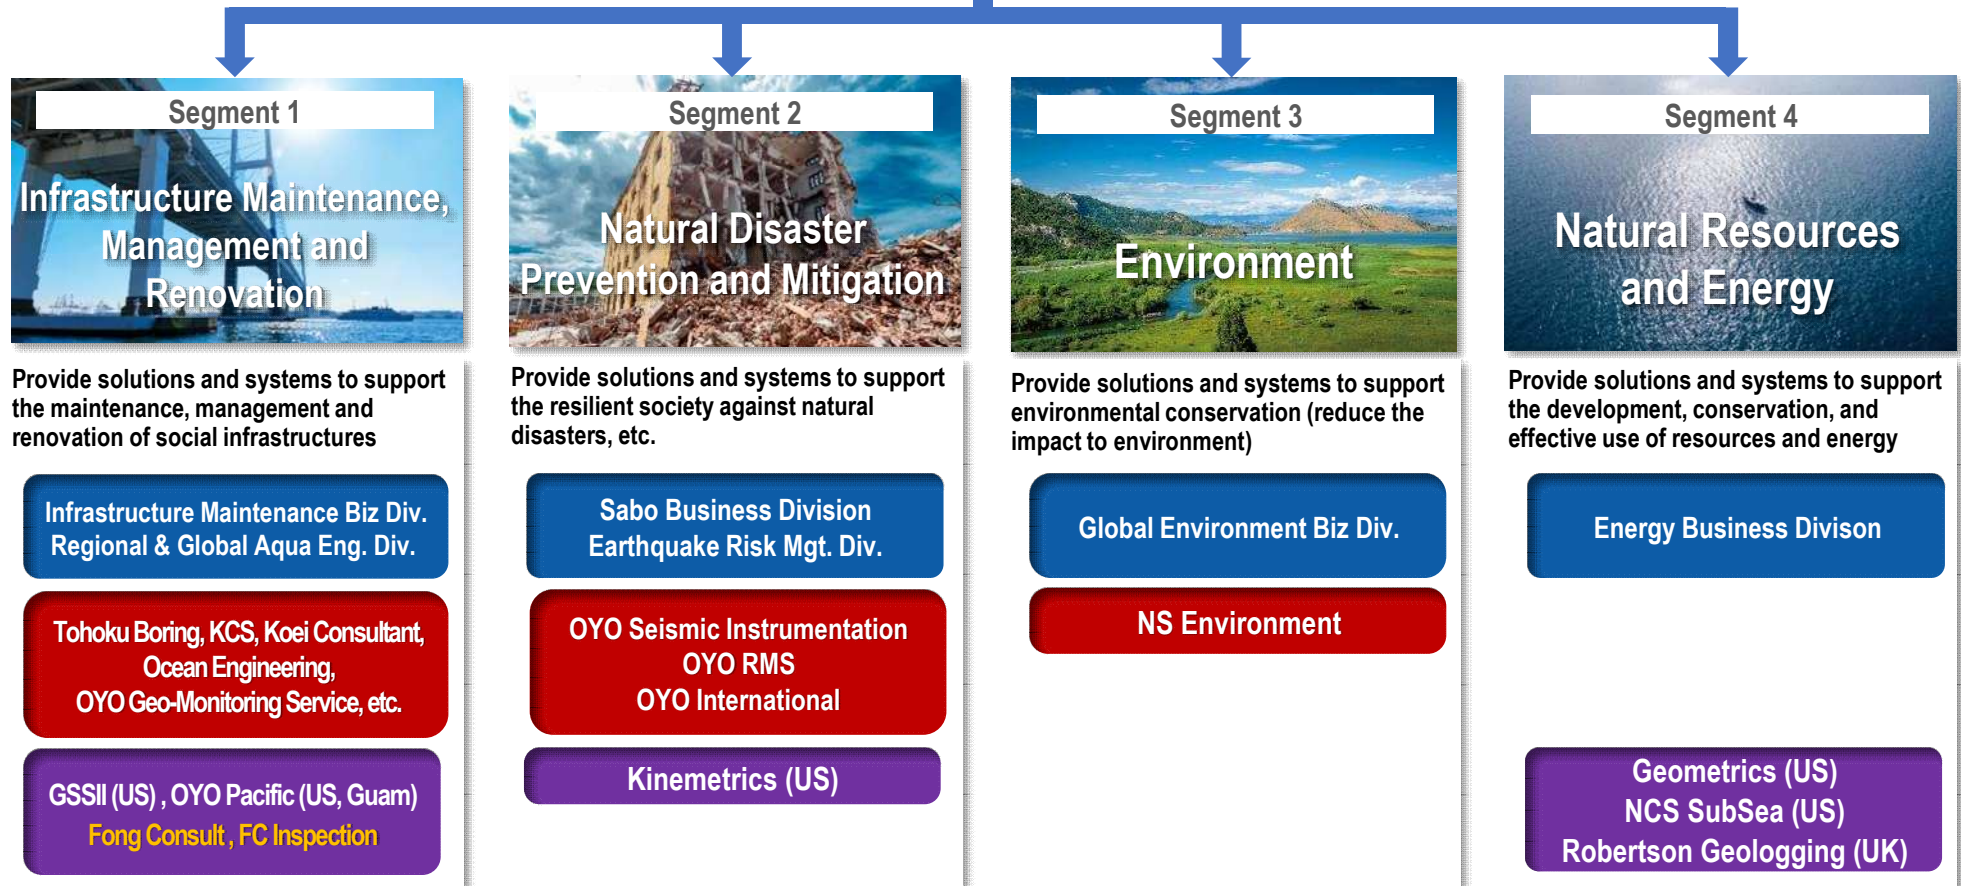 Segment 1
Infrastructure Maintenance,
Management and
Renovation
Provide solutions and systems to support
the maintenance, management and
renovation of social infrastructures
Infrastructure Maintenance Biz Div.
Regional & Global Aqua Eng. Div.
Tohoku Boring, KCS, Koei Consultant,
Ocean Engineering,
OYO Geo-Monitoring Service, etc.
GSSII (US) , OYO Pacific (US, Guam)
Fong Consult , FC Inspection
Segment 2
Natural Disaster
Prevention and Mitigation
Provide solutions and systems to support
the resilient society against natural
disasters, etc.
Sabo Business Division
Earthquake Risk Mgt. Div.
OYO Seismic Instrumentation
OYO RMS
OYO International
Kinemetrics (US)
Segment 3
Environment
Provide solutions and systems to support
environmental conservation (reduce the
impact to environment)
Global Environment Biz Div.
NS Environment
Segment 4
Natural Resources
and Energy
Provide solutions and systems to support
the development, conservation, and
effective use of resources and energy
Energy Business Divison
Geometrics (US)
NCS SubSea (US)
Robertson Geologging (UK)